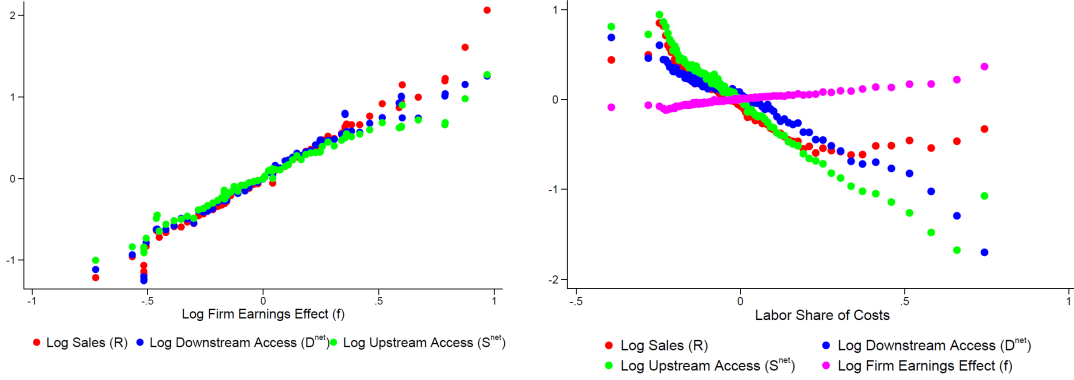 2
1
0
-1
-1
-.5
0
.5
1
Log Firm Earnings Effect (f)
Log Sales (R)
Log Downstream Access (D^net)
Log Upstream Access (S^net)
1
0
-1
-2
-.5
0
.5
1
Labor Share of Costs
Log Sales (R)
Log Downstream Access (D^net)
Log Upstream Access (S^net)
Log Firm Earnings Effect (f)